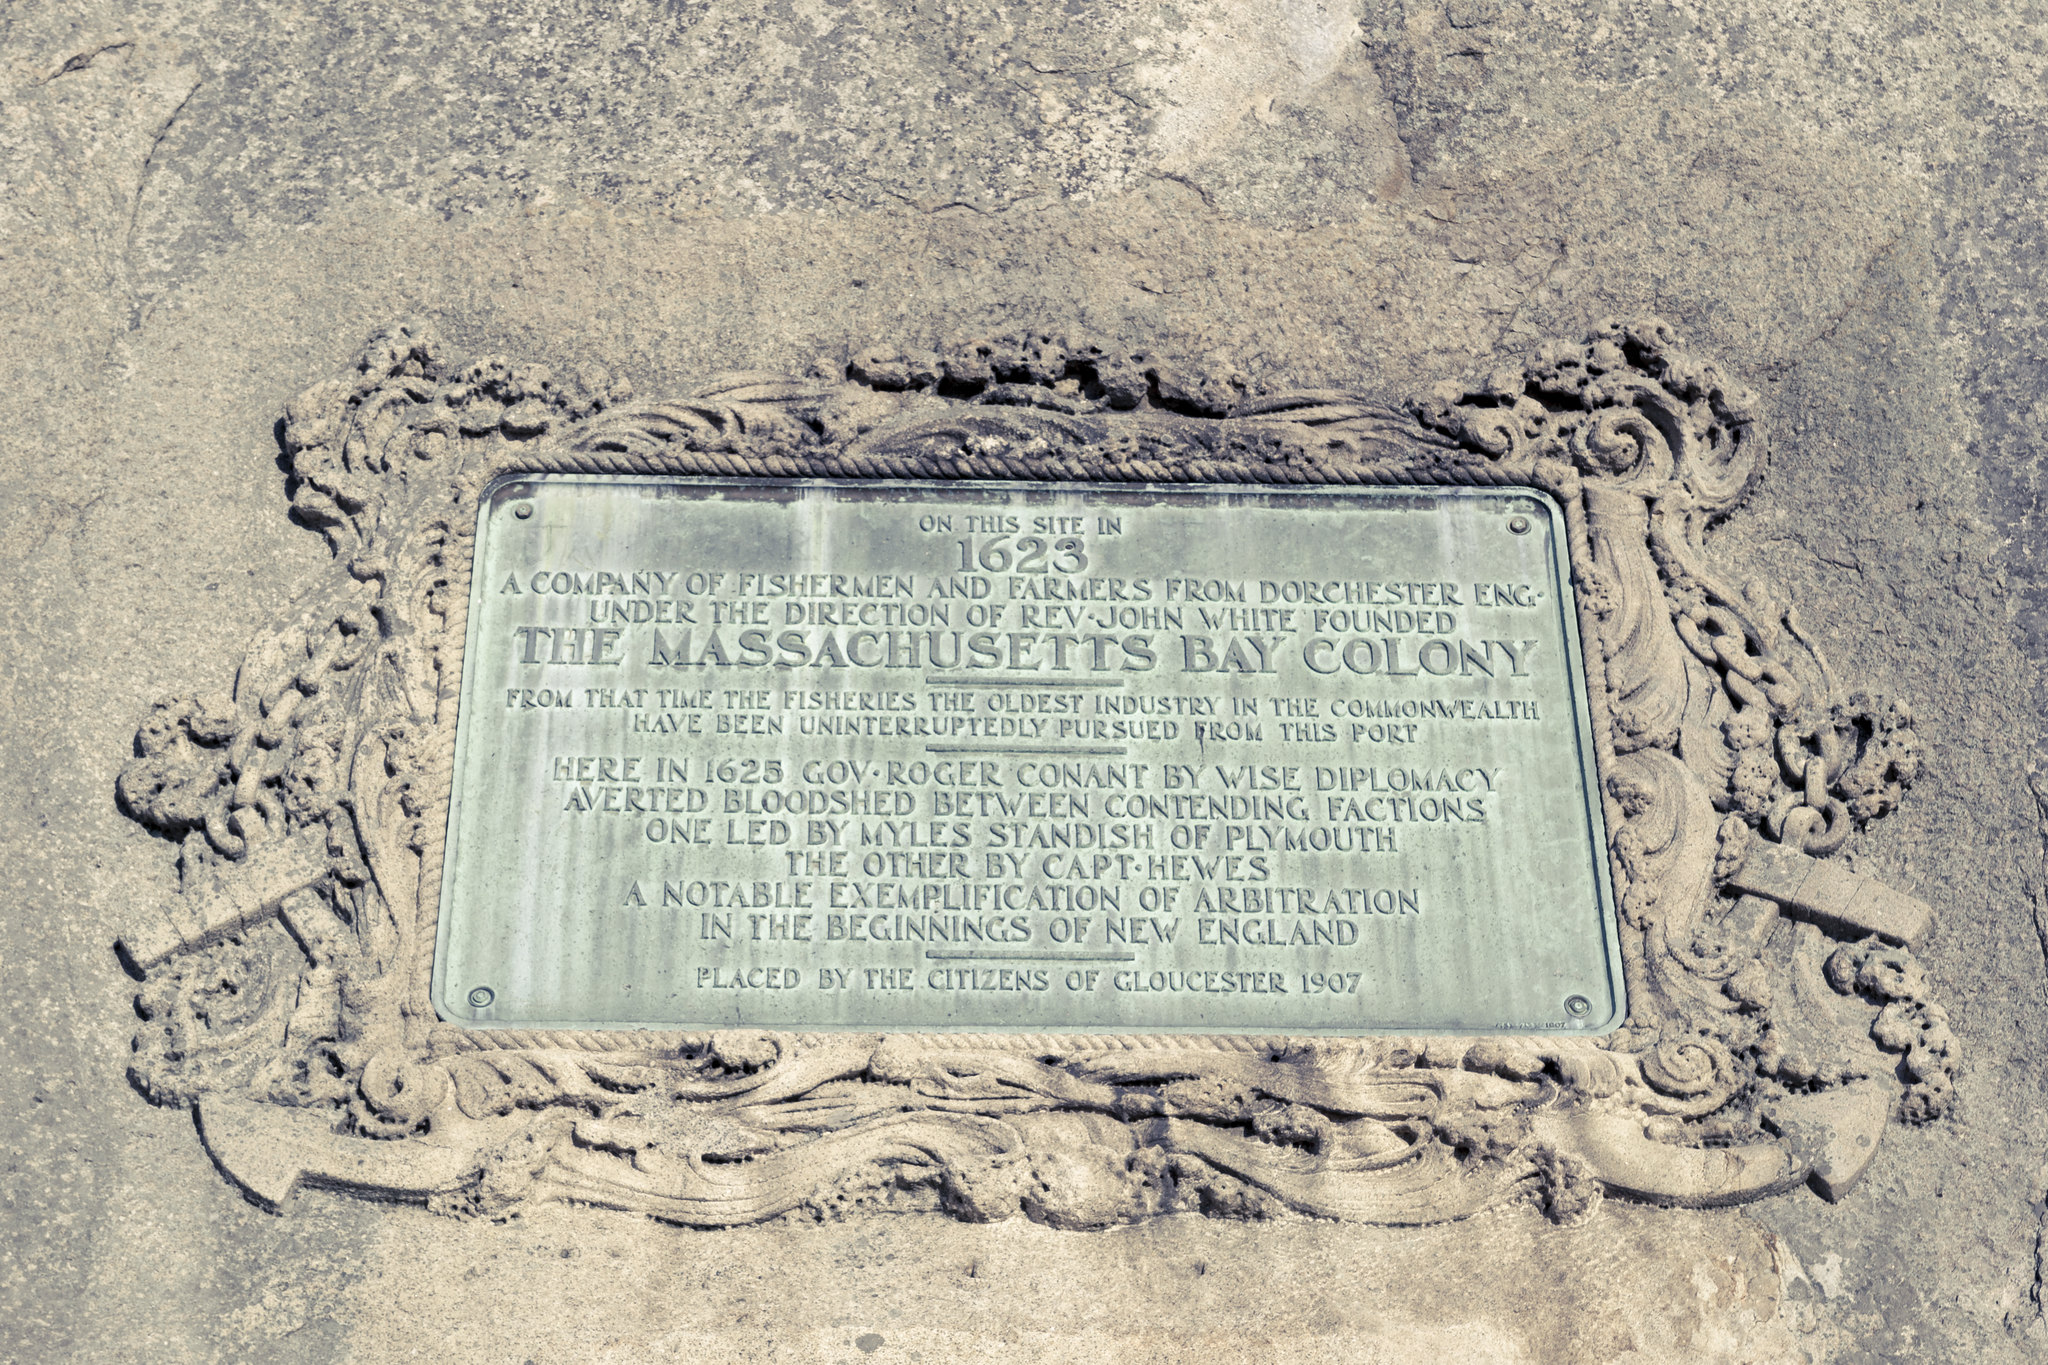 ON THIS SITE IN
1623
A COMPANY OF FISHERMEN AND FARMERS FROM DORCHESTER ENG·
UNDER THE DIRECTION OF REV·JOHN WHITE FOUNDED
THE MASSACHUSETTS BAY COLONY
FROM THAT TIME THE FISHERIES THE OLDEST INDUSTRY IN THE COMMONWEALTH
HAVE BEEN UNINTERRUPTEDLY PURSUED FROM THIS PORT
HERE IN 1625 GOV·ROGER CONANT BY WISE DIPLOMACY
AVERTED BLOODSHED BETWEEN CONTENDING FACTIONS
ONE LED BY MYLES STANDISH OF PLYMOUTH
THE OTHER BY CAPT·HEWES
A NOTABLE EXEMPLIFICATION OF ARBITRATION
IN THE BEGINNINGS OF NEW ENGLAND
PLACED BY THE CITIZENS OF GLOUCESTER 1907